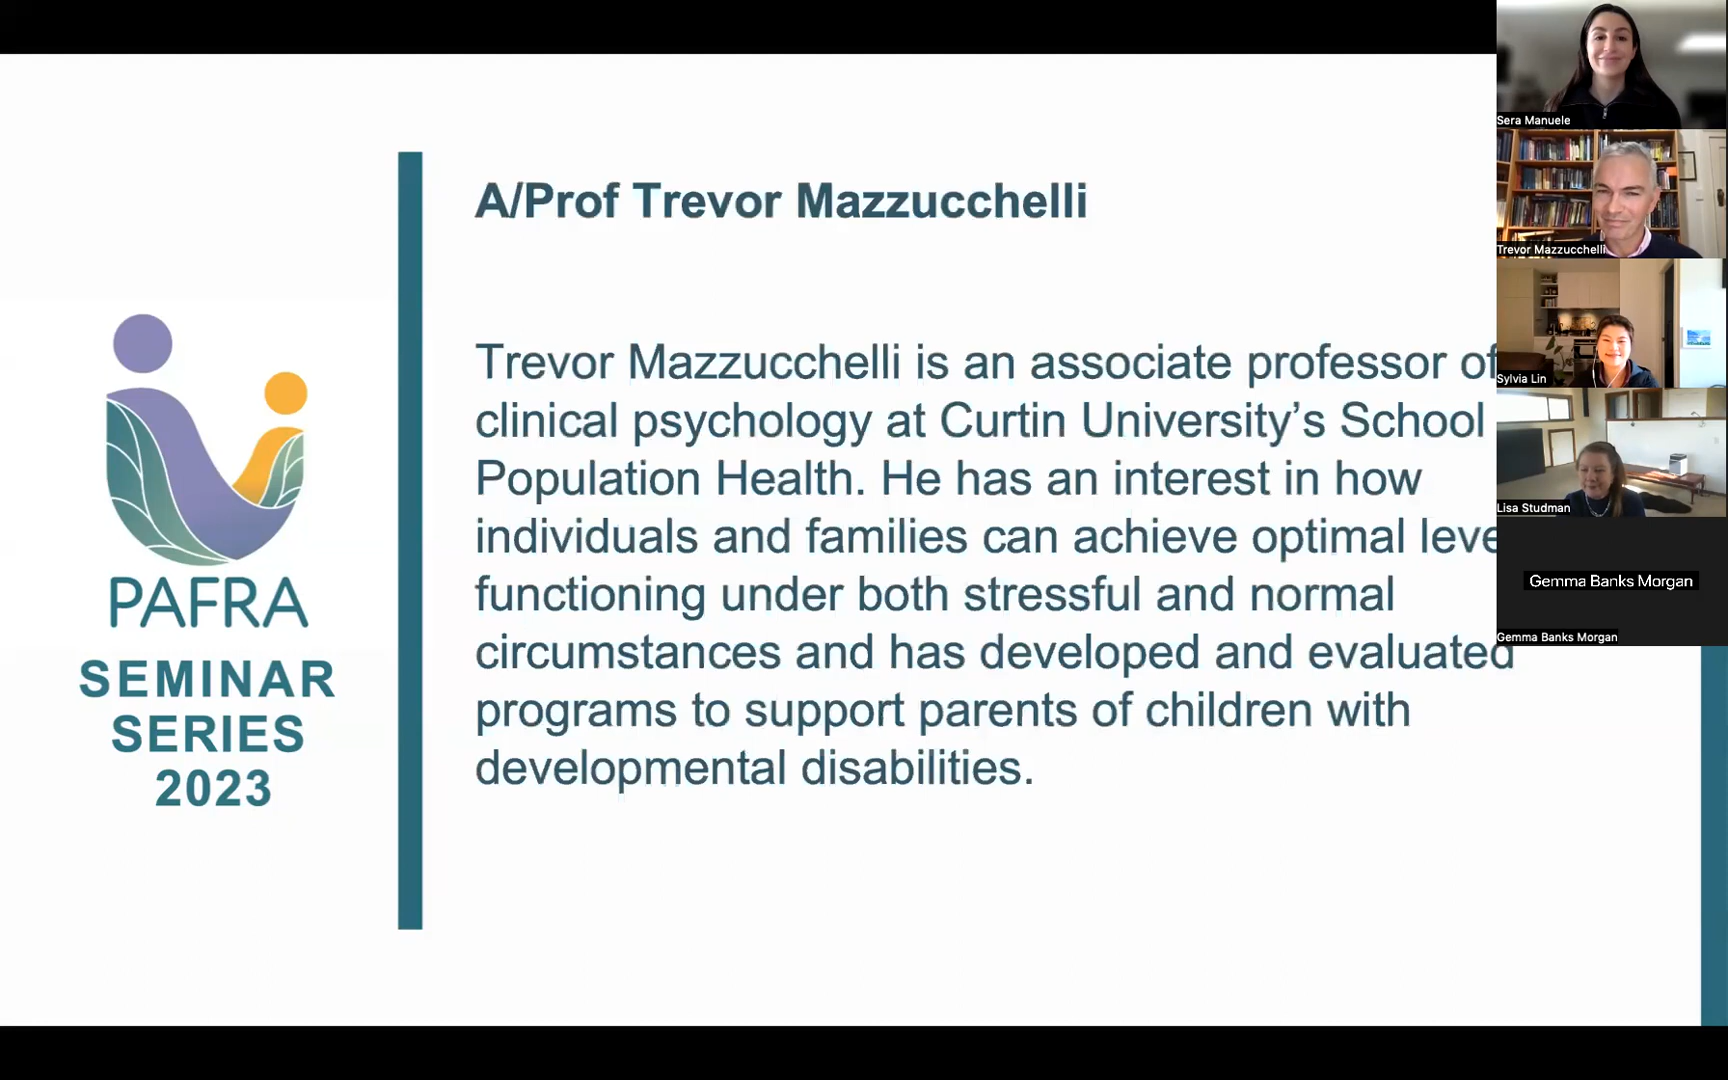 A/Prof Trevor Mazzucchelli
Trevor Mazzucchelli is an associate professor of
clinical psychology at Curtin University’s School
Population Health. He has an interest in how
individuals and families can achieve optimal leve
functioning under both stressful and normal
circumstances and has developed and evaluated
programs to support parents of children with
developmental disabilities.
PAFRA
SEMINAR
SERIES
2023
Sera Manuele
Trevor Mazzucchelli
Sylvia Lin
Lisa Studman
Gemma Banks Morgan
Gemma Banks Morgan